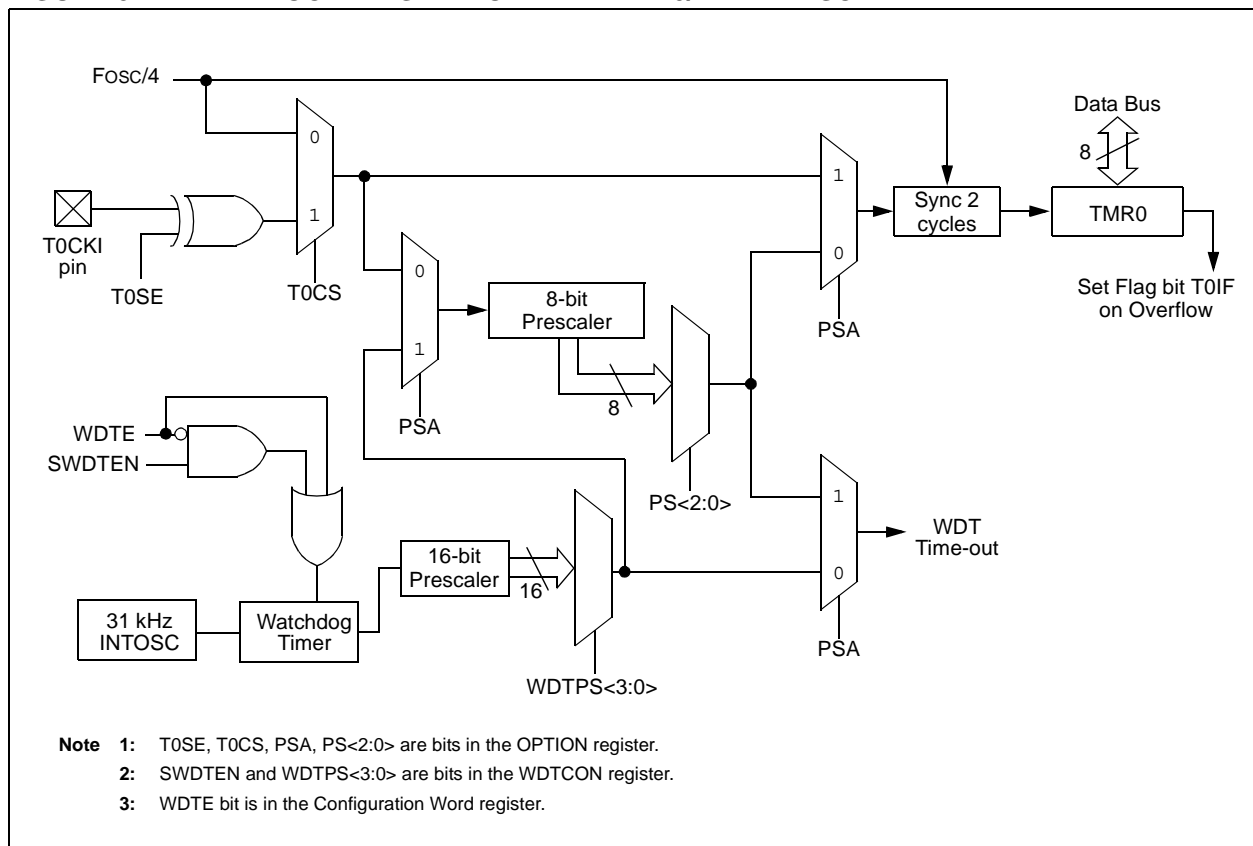 Fosc/4
0
1
T0CKI
pin
T0SE
T0CS
0
1
PSA
8-bit
Prescaler
8
PS<2:0>
1
0
PSA
Sync 2
cycles
Data Bus
8
TMR0
Set Flag bit T0IF
on Overflow
WDTE
SWDTEN
31 kHz
INTOSC
Watchdog
Timer
16-bit
Prescaler
16
WDTPS<3:0>
1
0
PSA
WDT
Time-out
Note 1: T0SE, T0CS, PSA, PS<2:0> are bits in the OPTION register.
2: SWDTEN and WDTPS<3:0> are bits in the WDTCON register.
3: WDTE bit is in the Configuration Word register.